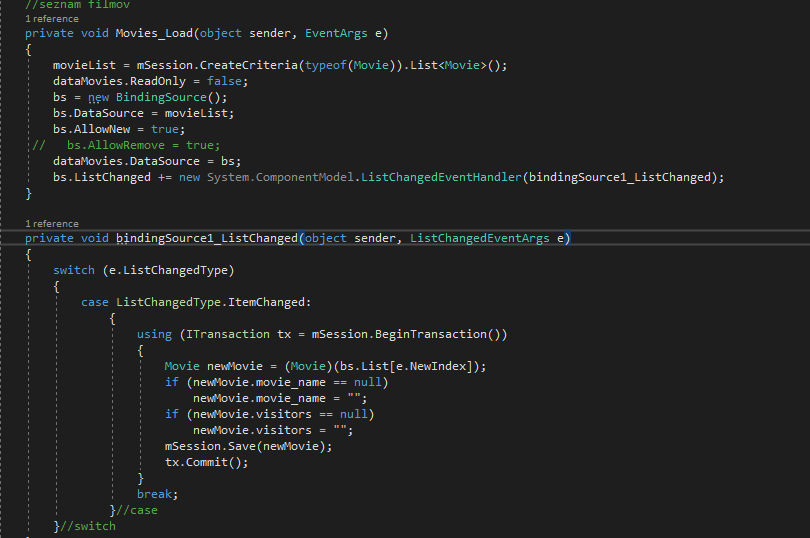 //seznam filmov
1 reference
private void Movies_Load(object sender, EventArgs e)
{
movieList = mSession.CreateCriteria(typeof(Movie)).List<Movie>();
dataMovies.ReadOnly = false;
bs = new BindingSource();
bs.DataSource = movieList;
bs.AllowNew = true;
// bs.AllowRemove = true;
dataMovies.DataSource = bs;
bs.ListChanged += new System.ComponentModel.ListChangedEventHandler(bindingSource1_ListChanged);
}
1 reference
private void bindingSource1_ListChanged(object sender, ListChangedEventArgs e)
{
switch (e.ListChangedType)
{
case ListChangedType.ItemChanged:
{
using (ITransaction tx = mSession.BeginTransaction())
{
Movie newMovie = (Movie)(bs.List[e.NewIndex]);
if (newMovie.movie_name == null)
newMovie.movie_name = "";
if (newMovie.visitors == null)
newMovie.visitors = "";
mSession.Save(newMovie);
tx.Commit();
}
break;
}//case
}//switch